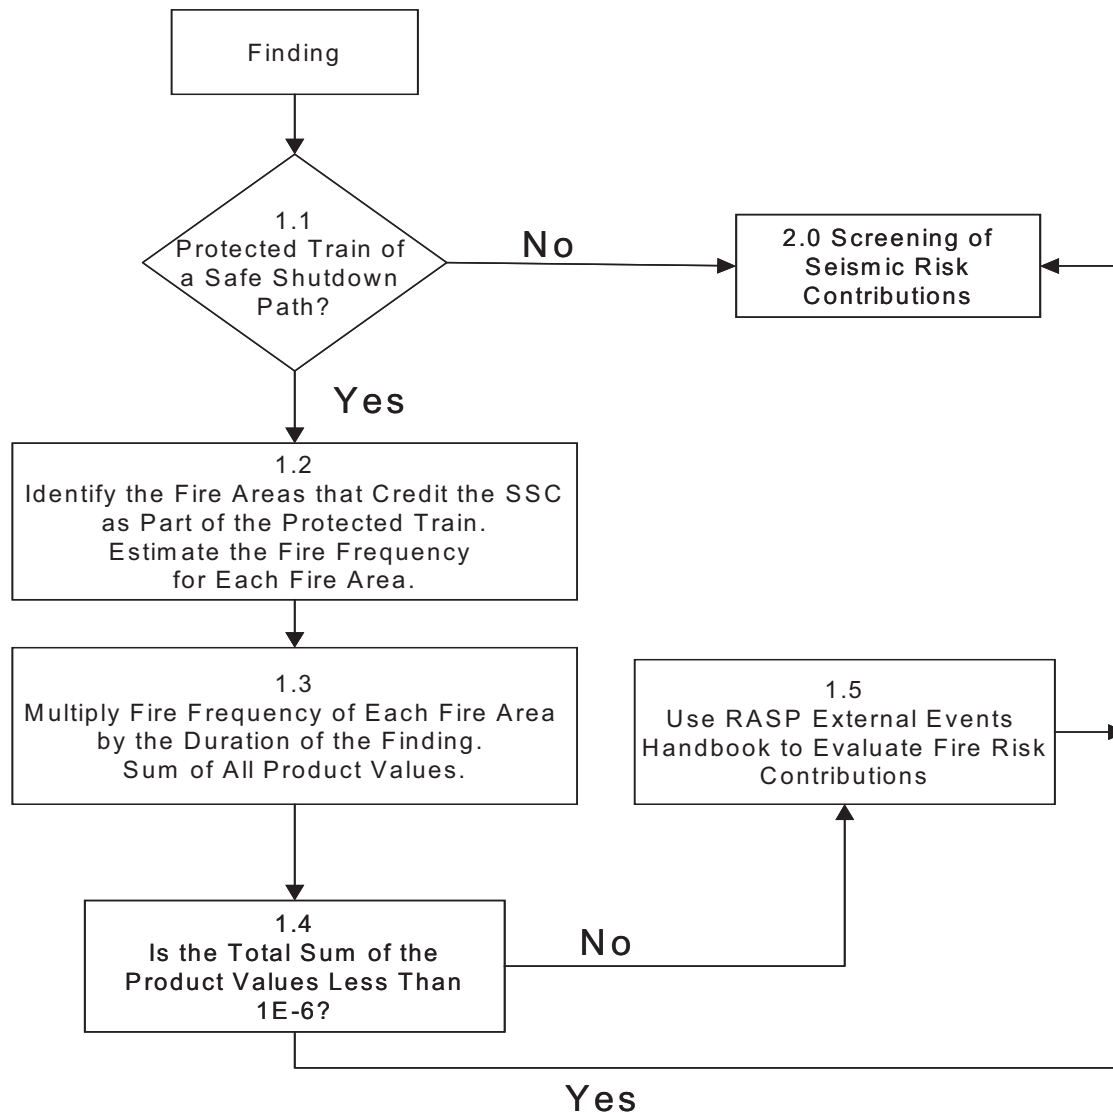 Finding
1.1
Protected Train of
a Safe Shutdown
Path?
No
2.0 Screening of
Seismic Risk
Contributions
Yes
1.2
Identify the Fire Areas that Credit the SSC
as Part of the Protected Train.
Estimate the Fire Frequency
for Each Fire Area.
1.3
Multiply Fire Frequency of Each Fire Area
by the Duration of the Finding.
Sum of All Product Values.
1.5
Use RASP External Events
Handbook to Evaluate Fire Risk
Contributions
1.4
Is the Total Sum of the
Product Values Less Than
1E-6?
No
Yes